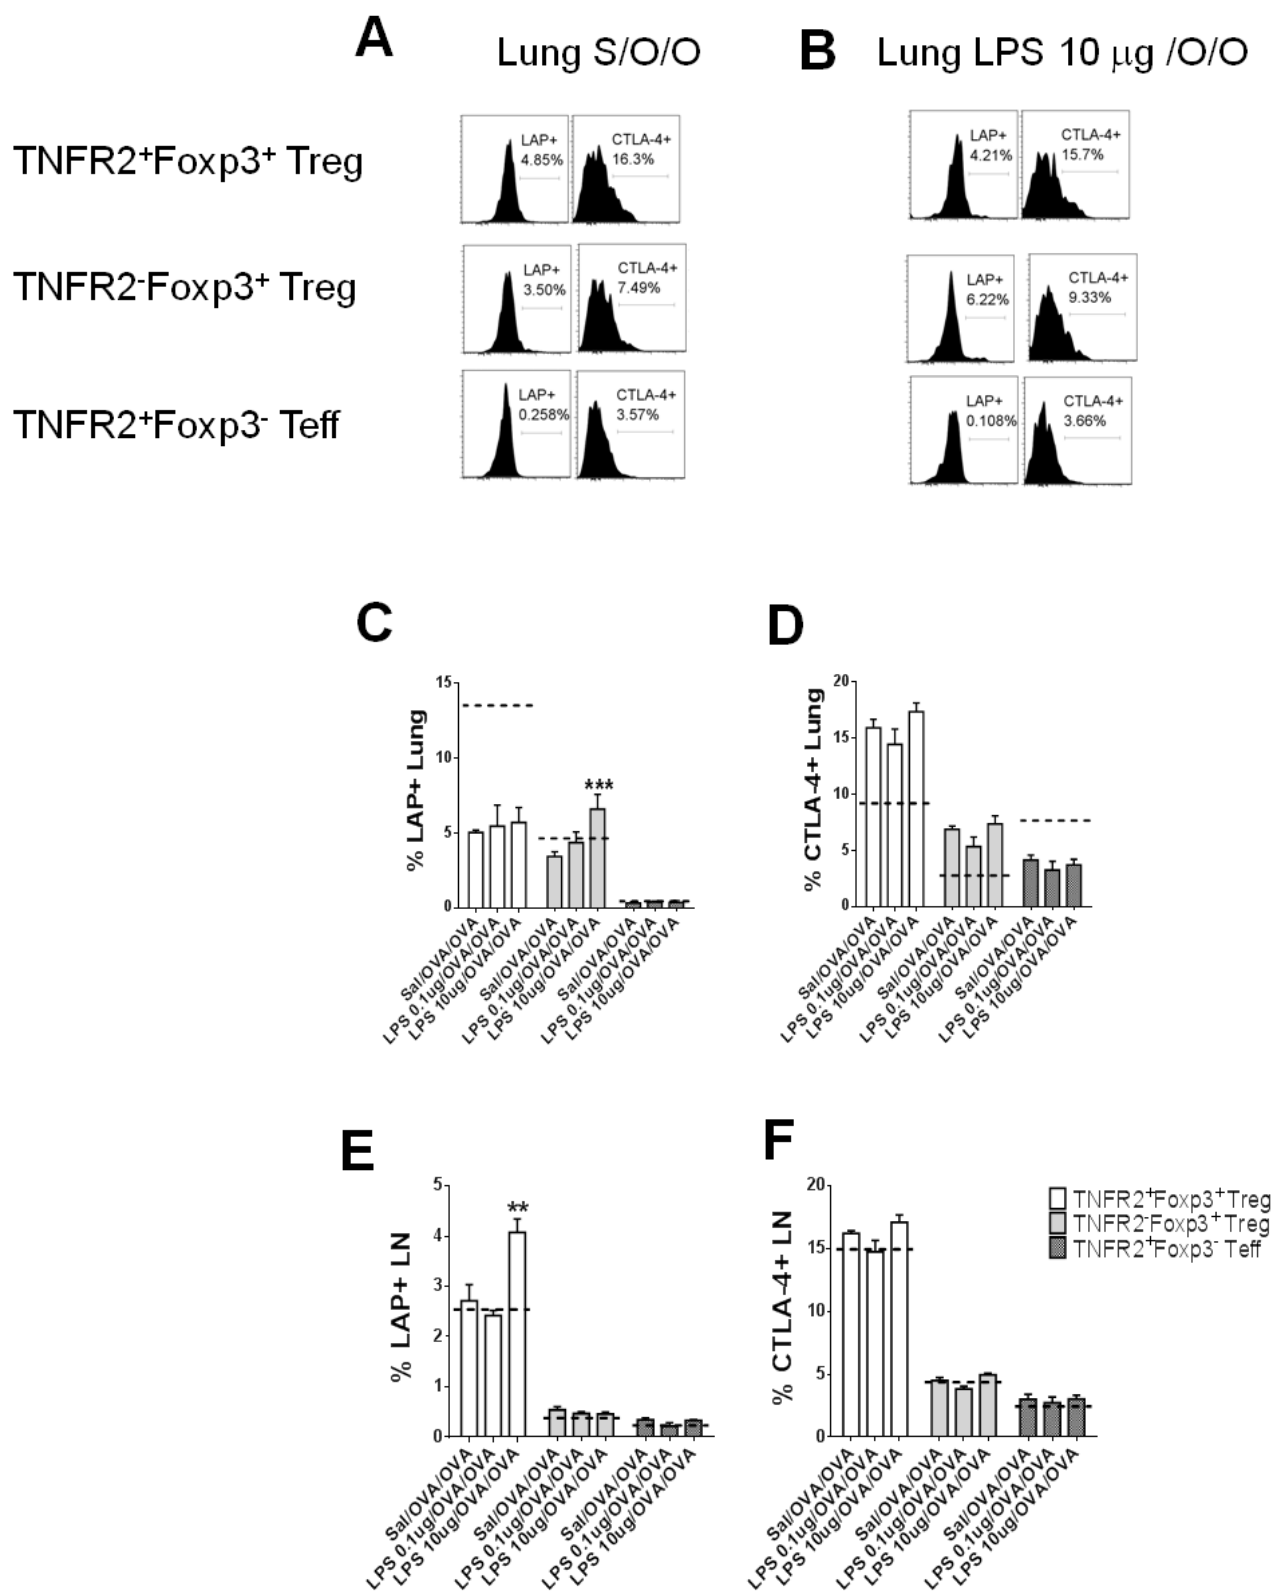 A
Lung S/O/O
B
Lung LPS 10 μg /O/O
TNFR2⁺Foxp3⁺ Treg
LAP+
4.85%
CTLA-4+
16.3%
LAP+
4.21%
CTLA-4+
15.7%
TNFR2⁻Foxp3⁺ Treg
LAP+
3.50%
CTLA-4+
7.49%
LAP+
6.22%
CTLA-4+
9.33%
TNFR2⁺Foxp3⁻ Teff
LAP+
0.258%
CTLA-4+
3.57%
LAP+
0.108%
CTLA-4+
3.66%
C
% LAP+ Lung
15
10
5
0
***
Sal/OVA/OVA
LPS 0.1ug/OVA/OVA
LPS 10ug/OVA/OVA
Sal/OVA/OVA
LPS 0.1ug/OVA/OVA
LPS 10ug/OVA/OVA
Sal/OVA/OVA
LPS 0.1ug/OVA/OVA
LPS 10ug/OVA/OVA
D
% CTLA-4+ Lung
20
15
10
5
0
Sal/OVA/OVA
LPS 0.1ug/OVA/OVA
LPS 10ug/OVA/OVA
Sal/OVA/OVA
LPS 0.1ug/OVA/OVA
LPS 10ug/OVA/OVA
Sal/OVA/OVA
LPS 0.1ug/OVA/OVA
LPS 10ug/OVA/OVA
E
% LAP+ LN
5
4
3
2
1
0
**
Sal/OVA/OVA
LPS 0.1ug/OVA/OVA
LPS 10ug/OVA/OVA
Sal/OVA/OVA
LPS 0.1ug/OVA/OVA
LPS 10ug/OVA/OVA
Sal/OVA/OVA
LPS 0.1ug/OVA/OVA
LPS 10ug/OVA/OVA
F
% CTLA-4+ LN
20
15
10
5
0
Sal/OVA/OVA
LPS 0.1ug/OVA/OVA
LPS 10ug/OVA/OVA
Sal/OVA/OVA
LPS 0.1ug/OVA/OVA
LPS 10ug/OVA/OVA
Sal/OVA/OVA
LPS 0.1ug/OVA/OVA
LPS 10ug/OVA/OVA
TNFR2⁺Foxp3⁺Treg
TNFR2⁻Foxp3⁺Treg
TNFR2⁺Foxp3⁻ Teff